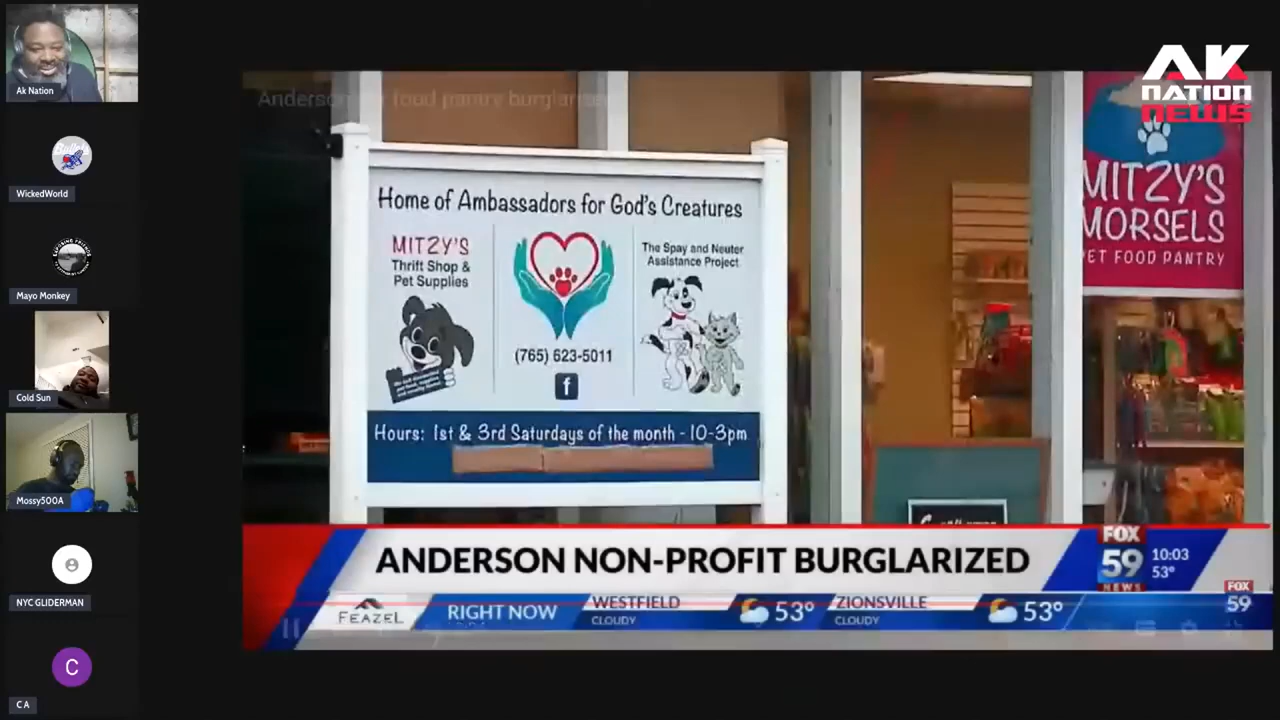 Ak Nation
WickedWorld
Mayo Monkey
Cold Sun
Mossy500A
NYC GLIDERMAN
C
C A
AK
NATION
NEWS
Anderson
food pantry
Home of Ambassadors for God's Creatures
MITZY'S
Thrift Shop &
Pet Supplies
(765) 623-5011
f
The Spay and Neuter
Assistance Project
Hours: 1st & 3rd Saturdays of the month - 10-3pm
MITZY'S
MORSELS
PET FOOD PANTRY
ANDERSON NON-PROFIT BURGLARIZED
FOX
59
NEWS
10:03
53°
FEAZEL
RIGHT NOW
WESTFIELD
CLOUDY
53°
ZIONSVILLE
CLOUDY
53°
FOX
59